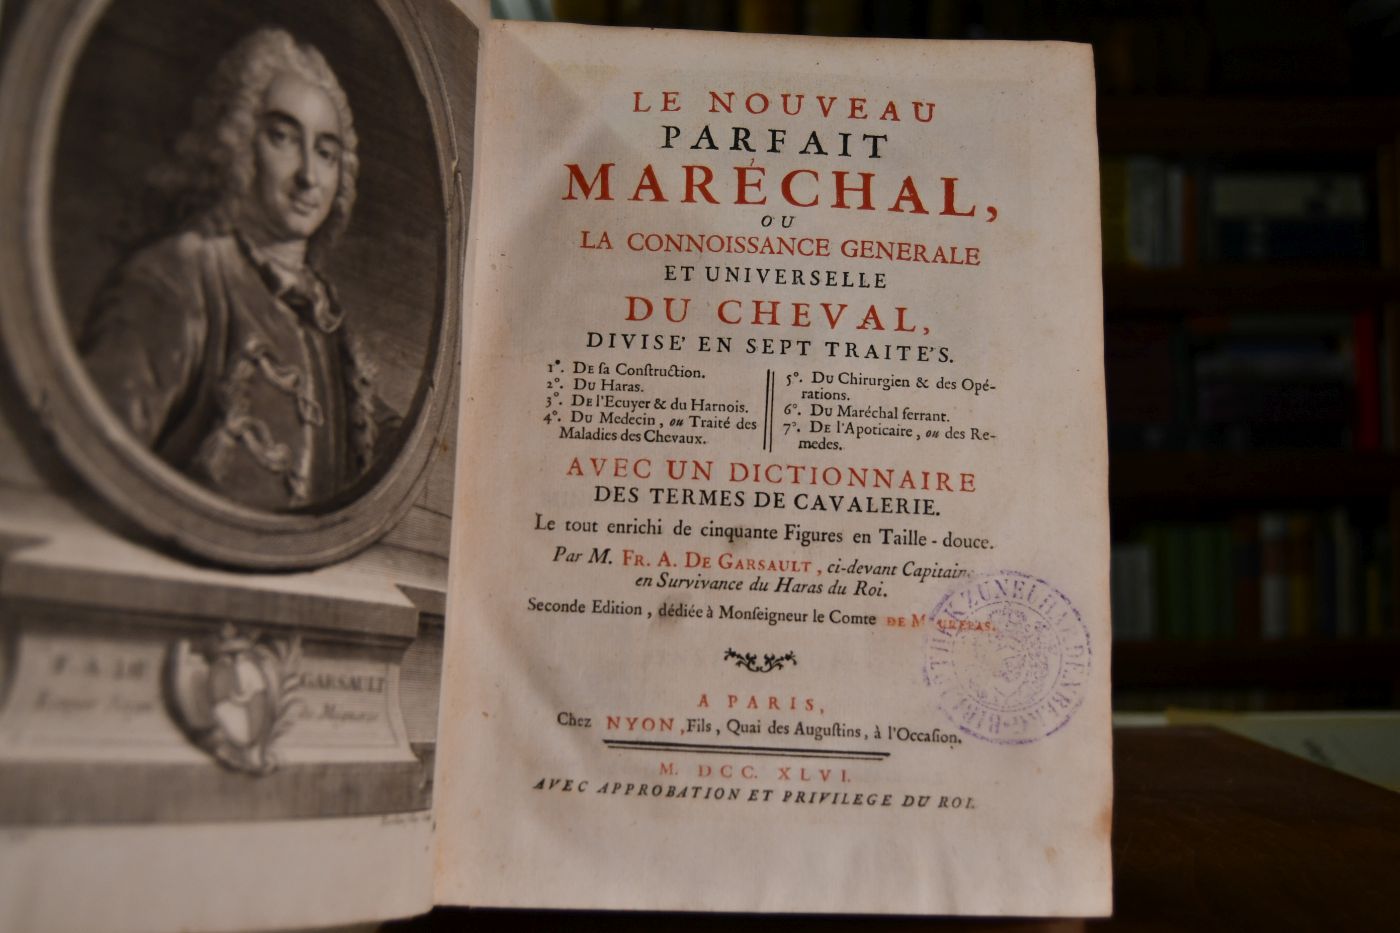 LE NOUVEAU
PARFAIT
MARÉCHAL,
OU
LA CONNOISSANCE GENERALE
ET UNIVERSELLE
DU CHEVAL,
DIVISE' EN SEPT TRAITE'S.
1°. DE ſa Conſtruction.
2°. DU Haras.
3°. DE l'Ecuyer & du Harnois.
4°. DU Medecin, ou Traité des
Maladies des Chevaux.
5°. DU Chirurgien & des Opé-
rations.
6°. DU Maréchal ferrant.
7°. DE l'Apoticaire, ou des Re-
medes.
AVEC UN DICTIONNAIRE
DES TERMES DE CAVALERIE.
Le tout enrichi de cinquante Figures en Taille-douce.
Par M. FR. A. DE GARSAULT, ci-devant Capitaine
en Survivance du Haras du Roi.
Seconde Edition, dédiée à Monſeigneur le Comte DE MAUREPAS.
A PARIS,
Chez NYON, Fils, Quai des Auguſtins, à l'Occaſion.
M. DCC. XLVI.
AVEC APPROBATION ET PRIVILEGE DU ROI.
F. A. DE GARSAULT